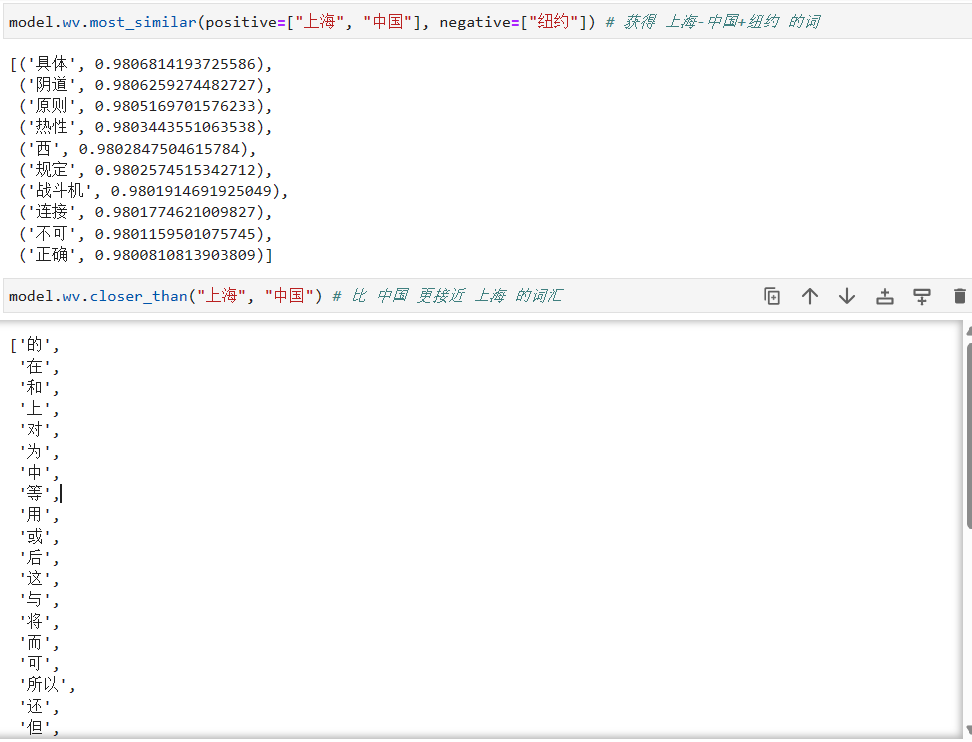 model.wv.most_similar(positive=["上海", "中国"], negative=["纽约"]) # 获得 上海-中国+纽约 的词
[('具体', 0.9806814193725586),
('阴道', 0.9806259274482727),
('原则', 0.9805169701576233),
('热性', 0.9803443551063538),
('西', 0.9802847504615784),
('规定', 0.9802574515342712),
('战斗机', 0.9801914691925049),
('连接', 0.9801774621009827),
('不可', 0.9801159501075745),
('正确', 0.9800810813903809)]
model.wv.closer_than("上海", "中国") # 比 中国 更接近 上海 的词汇
['的',
'在',
'和',
'上',
'对',
'为',
'中',
'等',
'用',
'或',
'后',
'这',
'与',
'将',
'而',
'可',
'所以',
'还',
'但',